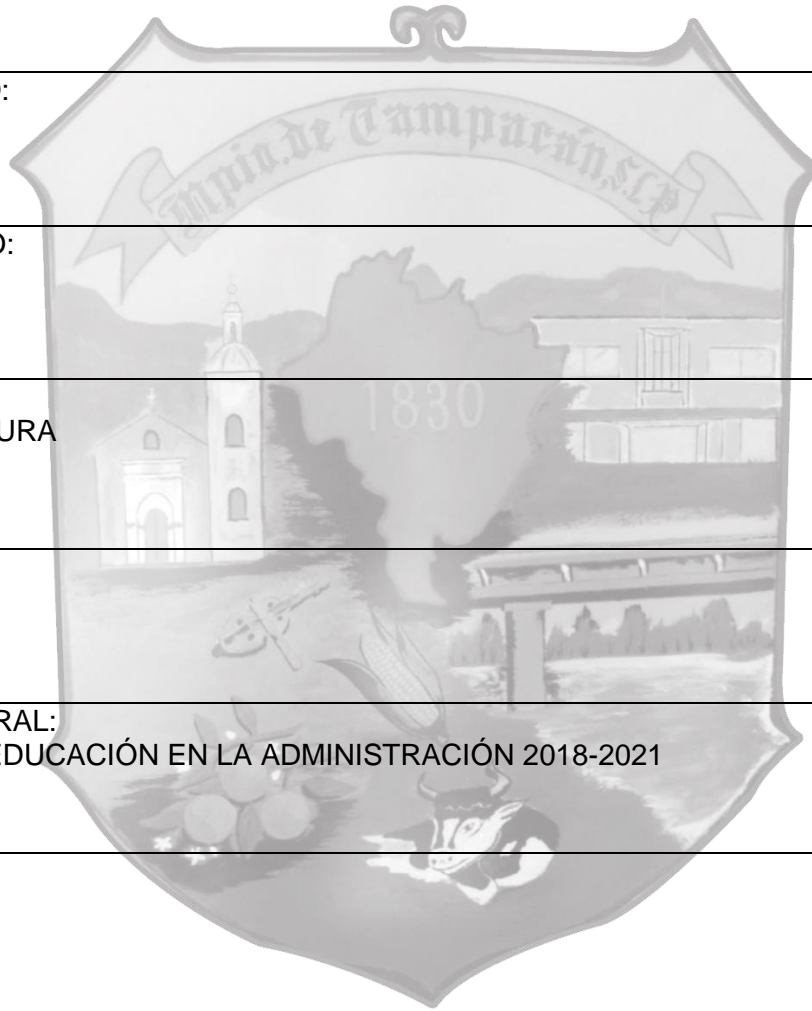 Mpio. de Tampacán, S.L.P.
:
O:
1830
URA
RAL:
EDUCACIÓN EN LA ADMINISTRACIÓN 2018-2021